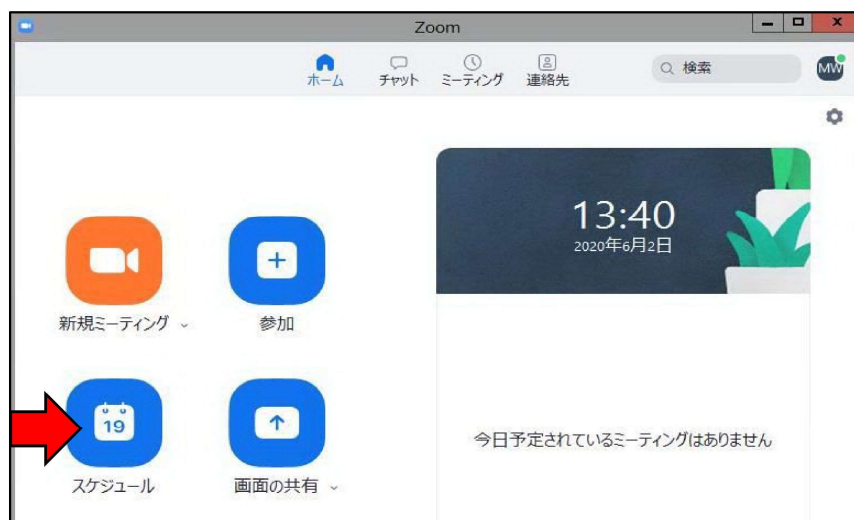 Zoom
ホーム
チャット
ミーティング
連絡先
検索
MW
13:40
2020年6月2日
新規ミーティング
参加
19
スケジュール
画面の共有
今日予定されているミーティングはありません